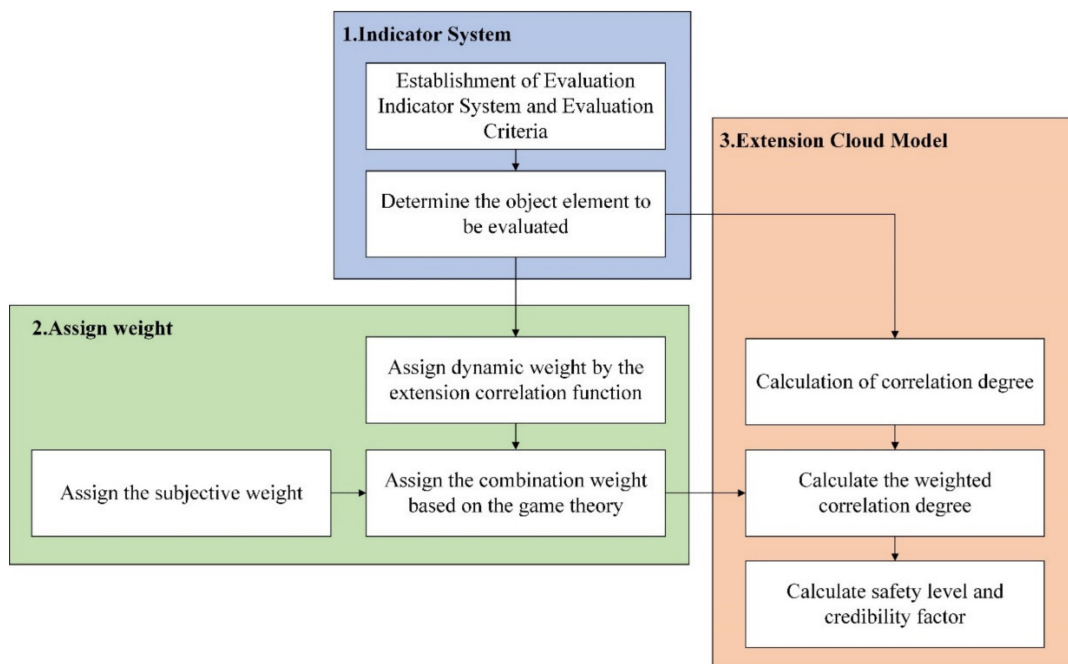 1.Indicator System
Establishment of Evaluation
Indicator System and Evaluation
Criteria
Determine the object element to
be evaluated
2.Assign weight
Assign dynamic weight by the
extension correlation function
Assign the subjective weight
Assign the combination weight
based on the game theory
3.Extension Cloud Model
Calculation of correlation degree
Calculate the weighted
correlation degree
Calculate safety level and
credibility factor